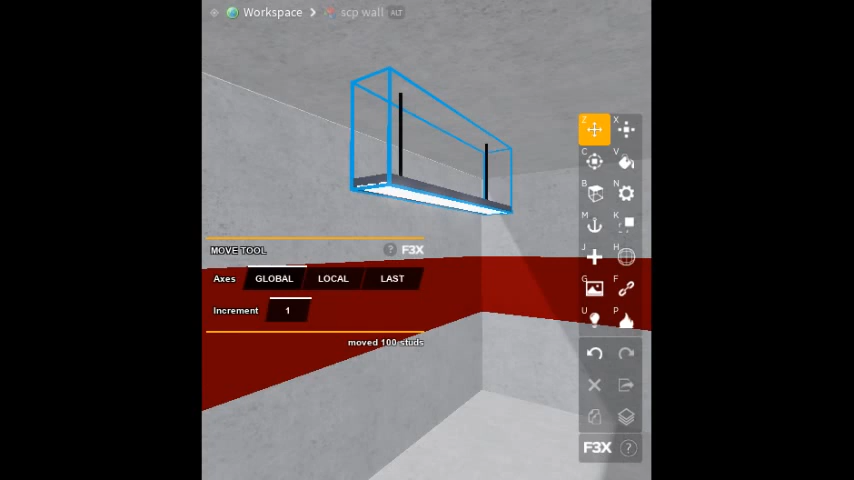 Workspace > scp wall ALT
Z X
C V
B N
M K
J H
G F
U P
MOVE TOOL ? F3X
Axes GLOBAL LOCAL LAST
Increment 1
moved 100 studs
F3X ?